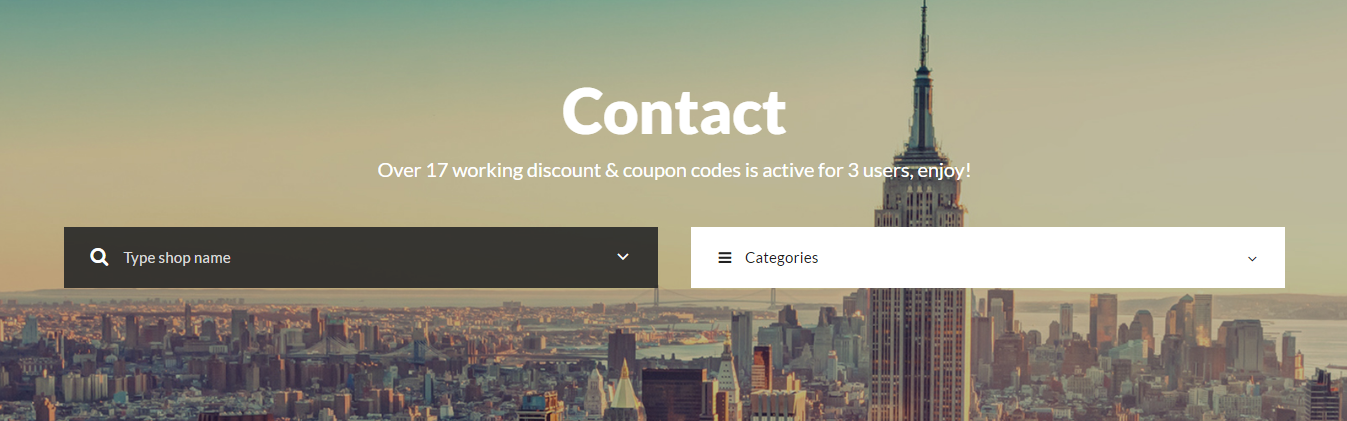 Contact
Over 17 working discount & coupon codes is active for 3 users, enjoy!
Type shop name
Categories